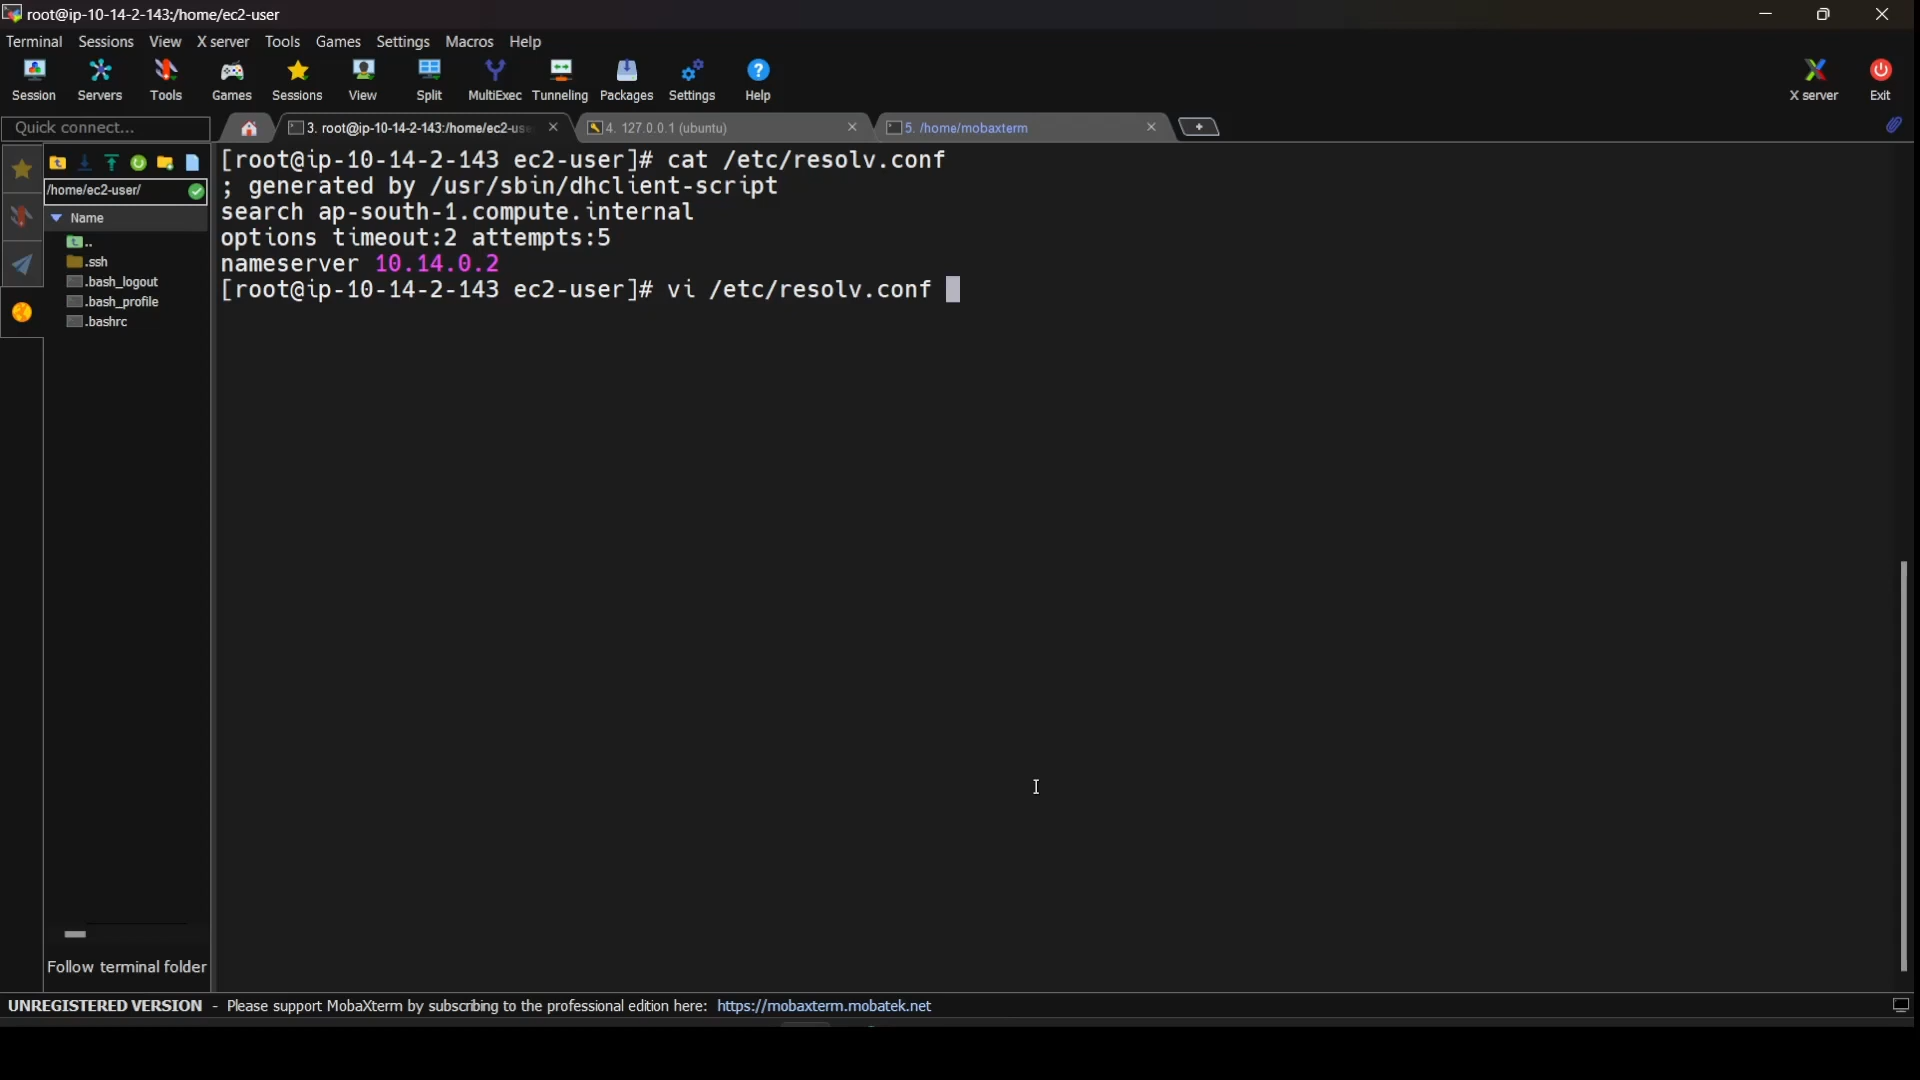 root@ip-10-14-2-143:/home/ec2-user
Terminal Sessions View X server Tools Games Settings Macros Help
Session Servers Tools Games Sessions View Split MultiExec Tunneling Packages Settings Help X server Exit
Quick connect...
3. root@ip-10-14-2-143:/home/ec2-us
4. 127.0.0.1 (ubuntu)
5. /home/mobaxterm
/home/ec2-user/
Name
..
.ssh
.bash_logout
.bash_profile
.bashrc
[root@ip-10-14-2-143 ec2-user]# cat /etc/resolv.conf
; generated by /usr/sbin/dhclient-script
search ap-south-1.compute.internal
options timeout:2 attempts:5
nameserver 10.14.0.2
[root@ip-10-14-2-143 ec2-user]# vi /etc/resolv.conf
Follow terminal folder
UNREGISTERED VERSION - Please support MobaXterm by subscribing to the professional edition here: https://mobaxterm.mobatek.net